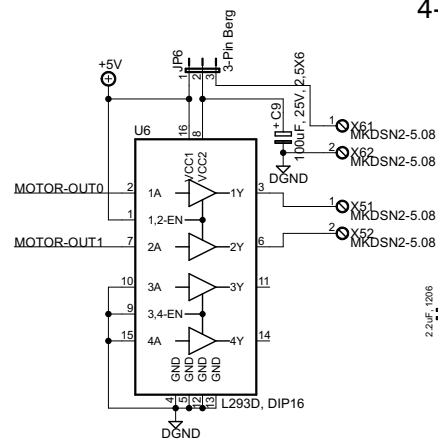 4-
3-Pin Berg
JP6
+5V
1
2
3
C9
+
100uF, 25V, 2,5X6
1
X61
MKDSN2-5.08
2
X62
MKDSN2-5.08
DGND
U6
16
8
VCC1
VCC2
MOTOR-OUT0
2
1A
1Y
3
1
X51
MKDSN2-5.08
1
1,2-EN
MOTOR-OUT1
7
2A
2Y
6
2
X52
MKDSN2-5.08
10
3A
3Y
11
9
3,4-EN
15
4A
4Y
14
GND
GND
GND
GND
4
5
12
13
L293D, DIP16
DGND
2.2uF, 1206